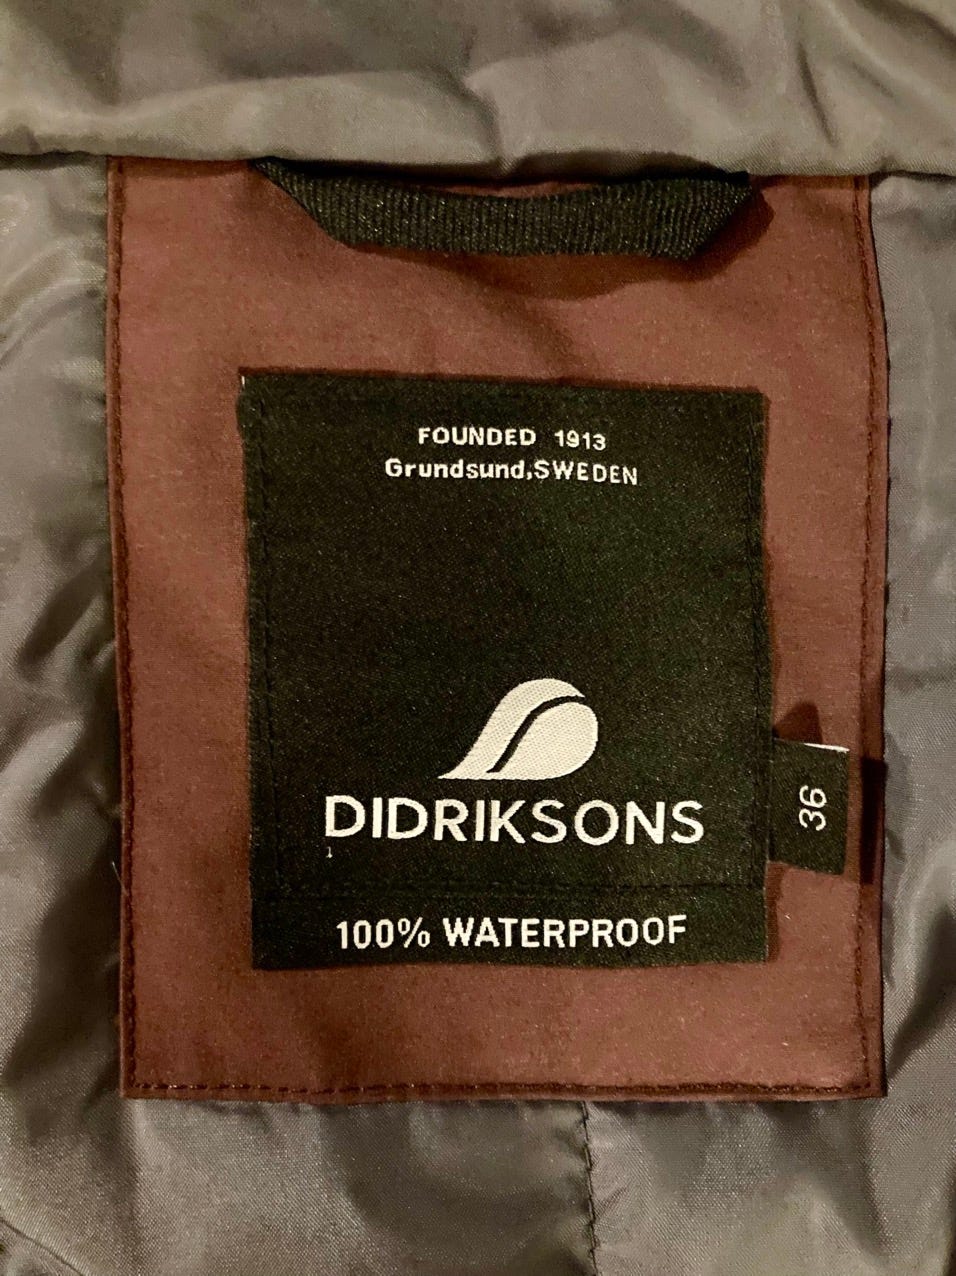 FOUNDED 1913
Grundsund,SWEDEN
DIDRIKSONS
36
100% WATERPROOF